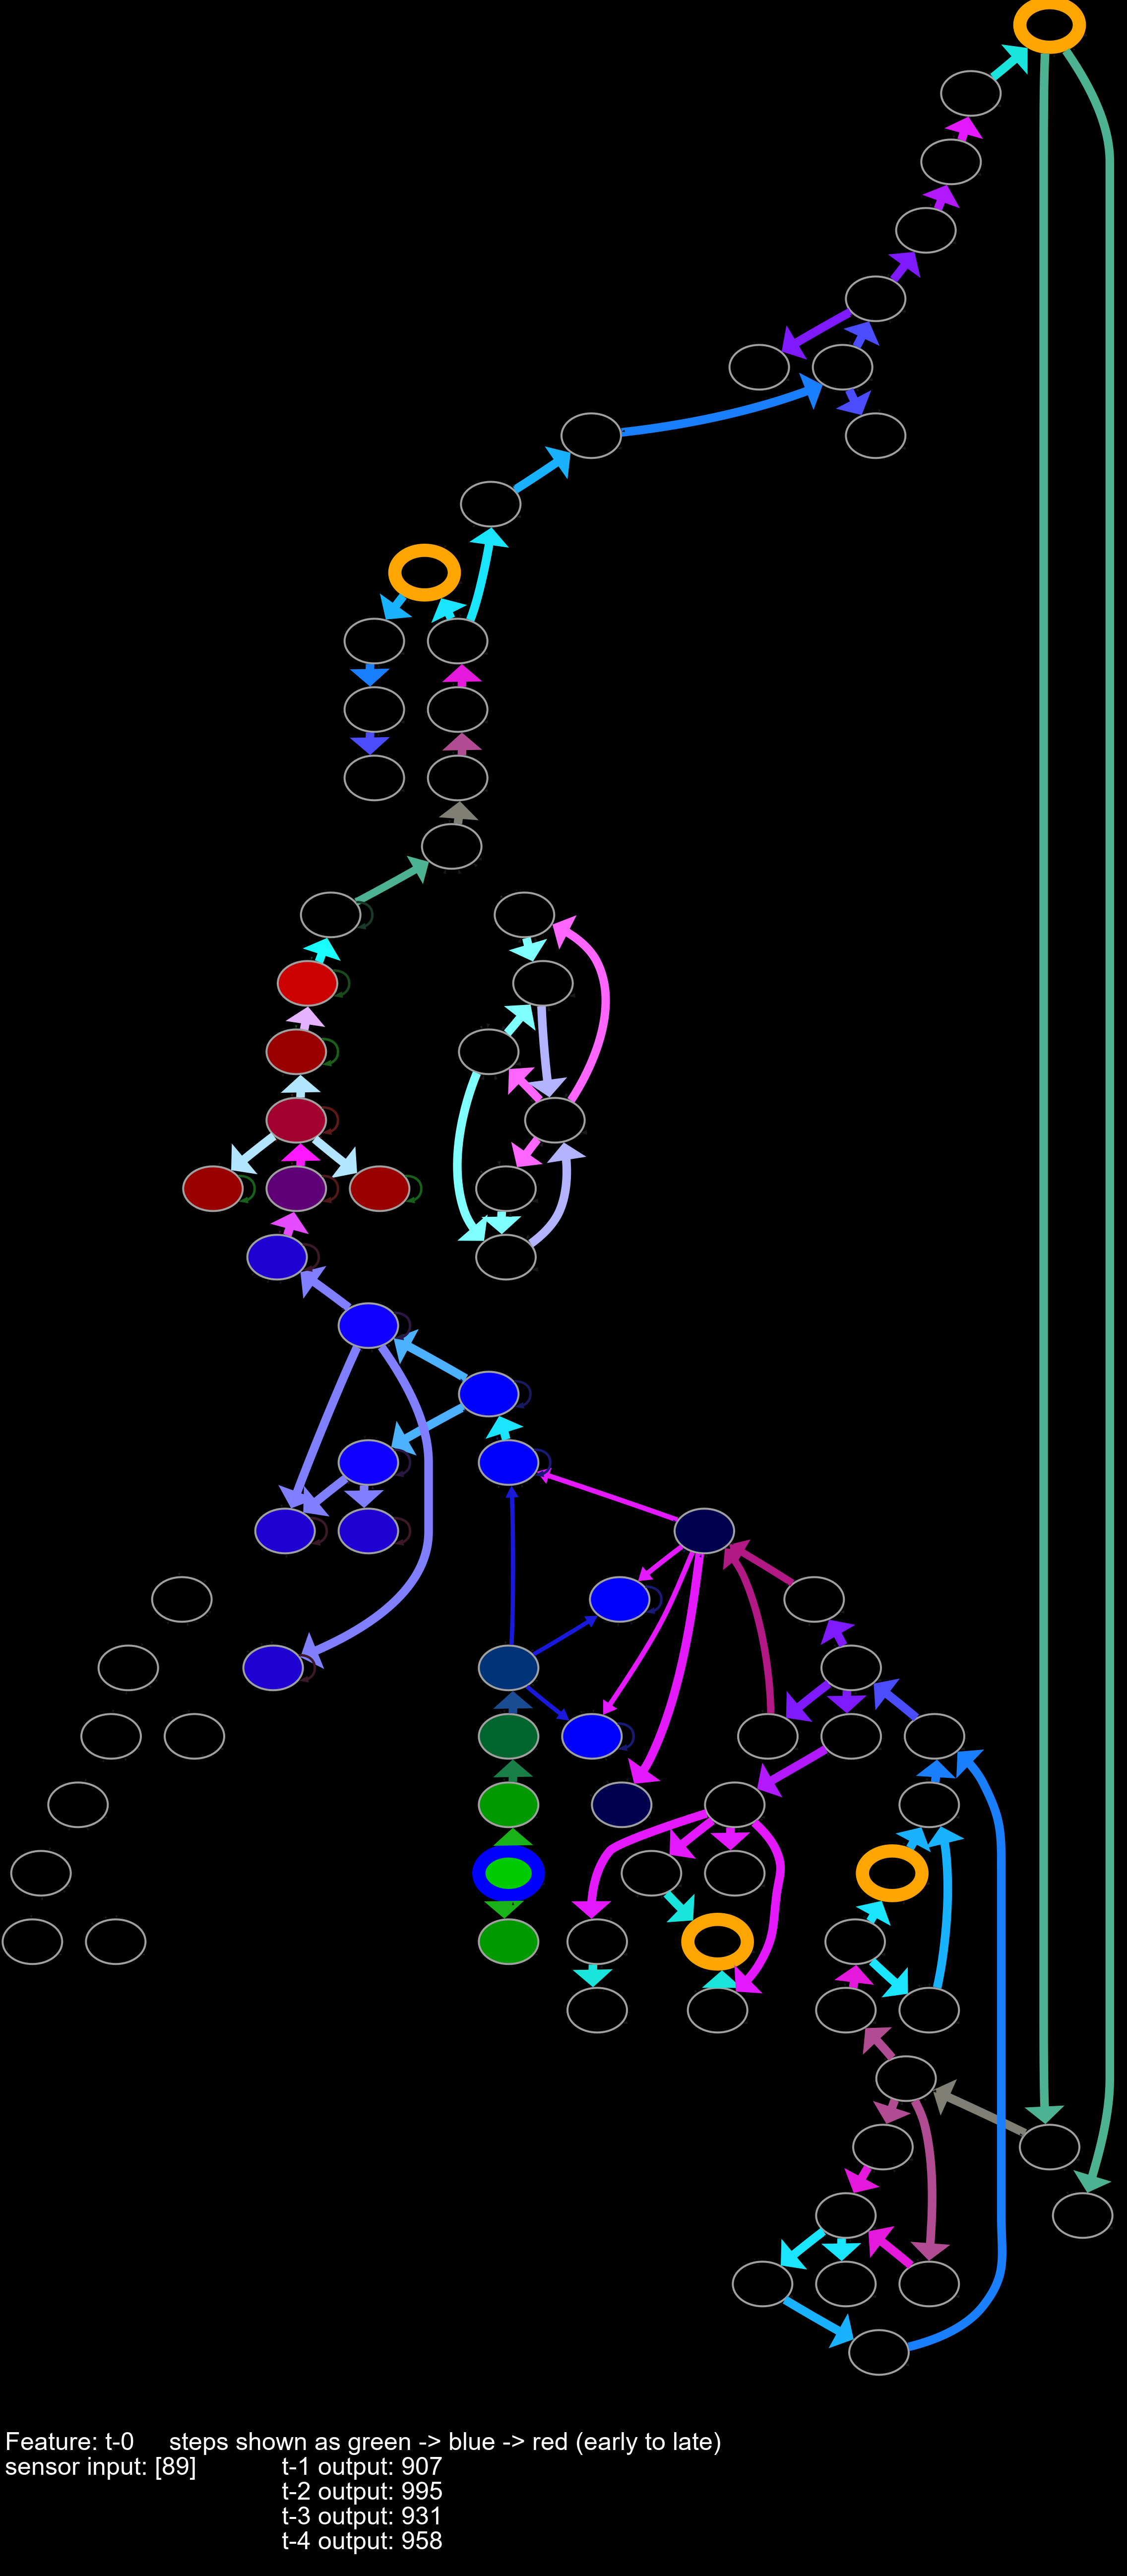 Feature: t-0 steps shown as green -> blue -> red (early to late)
sensor input: [89] t-1 output: 907
t-2 output: 995
t-3 output: 931
t-4 output: 958